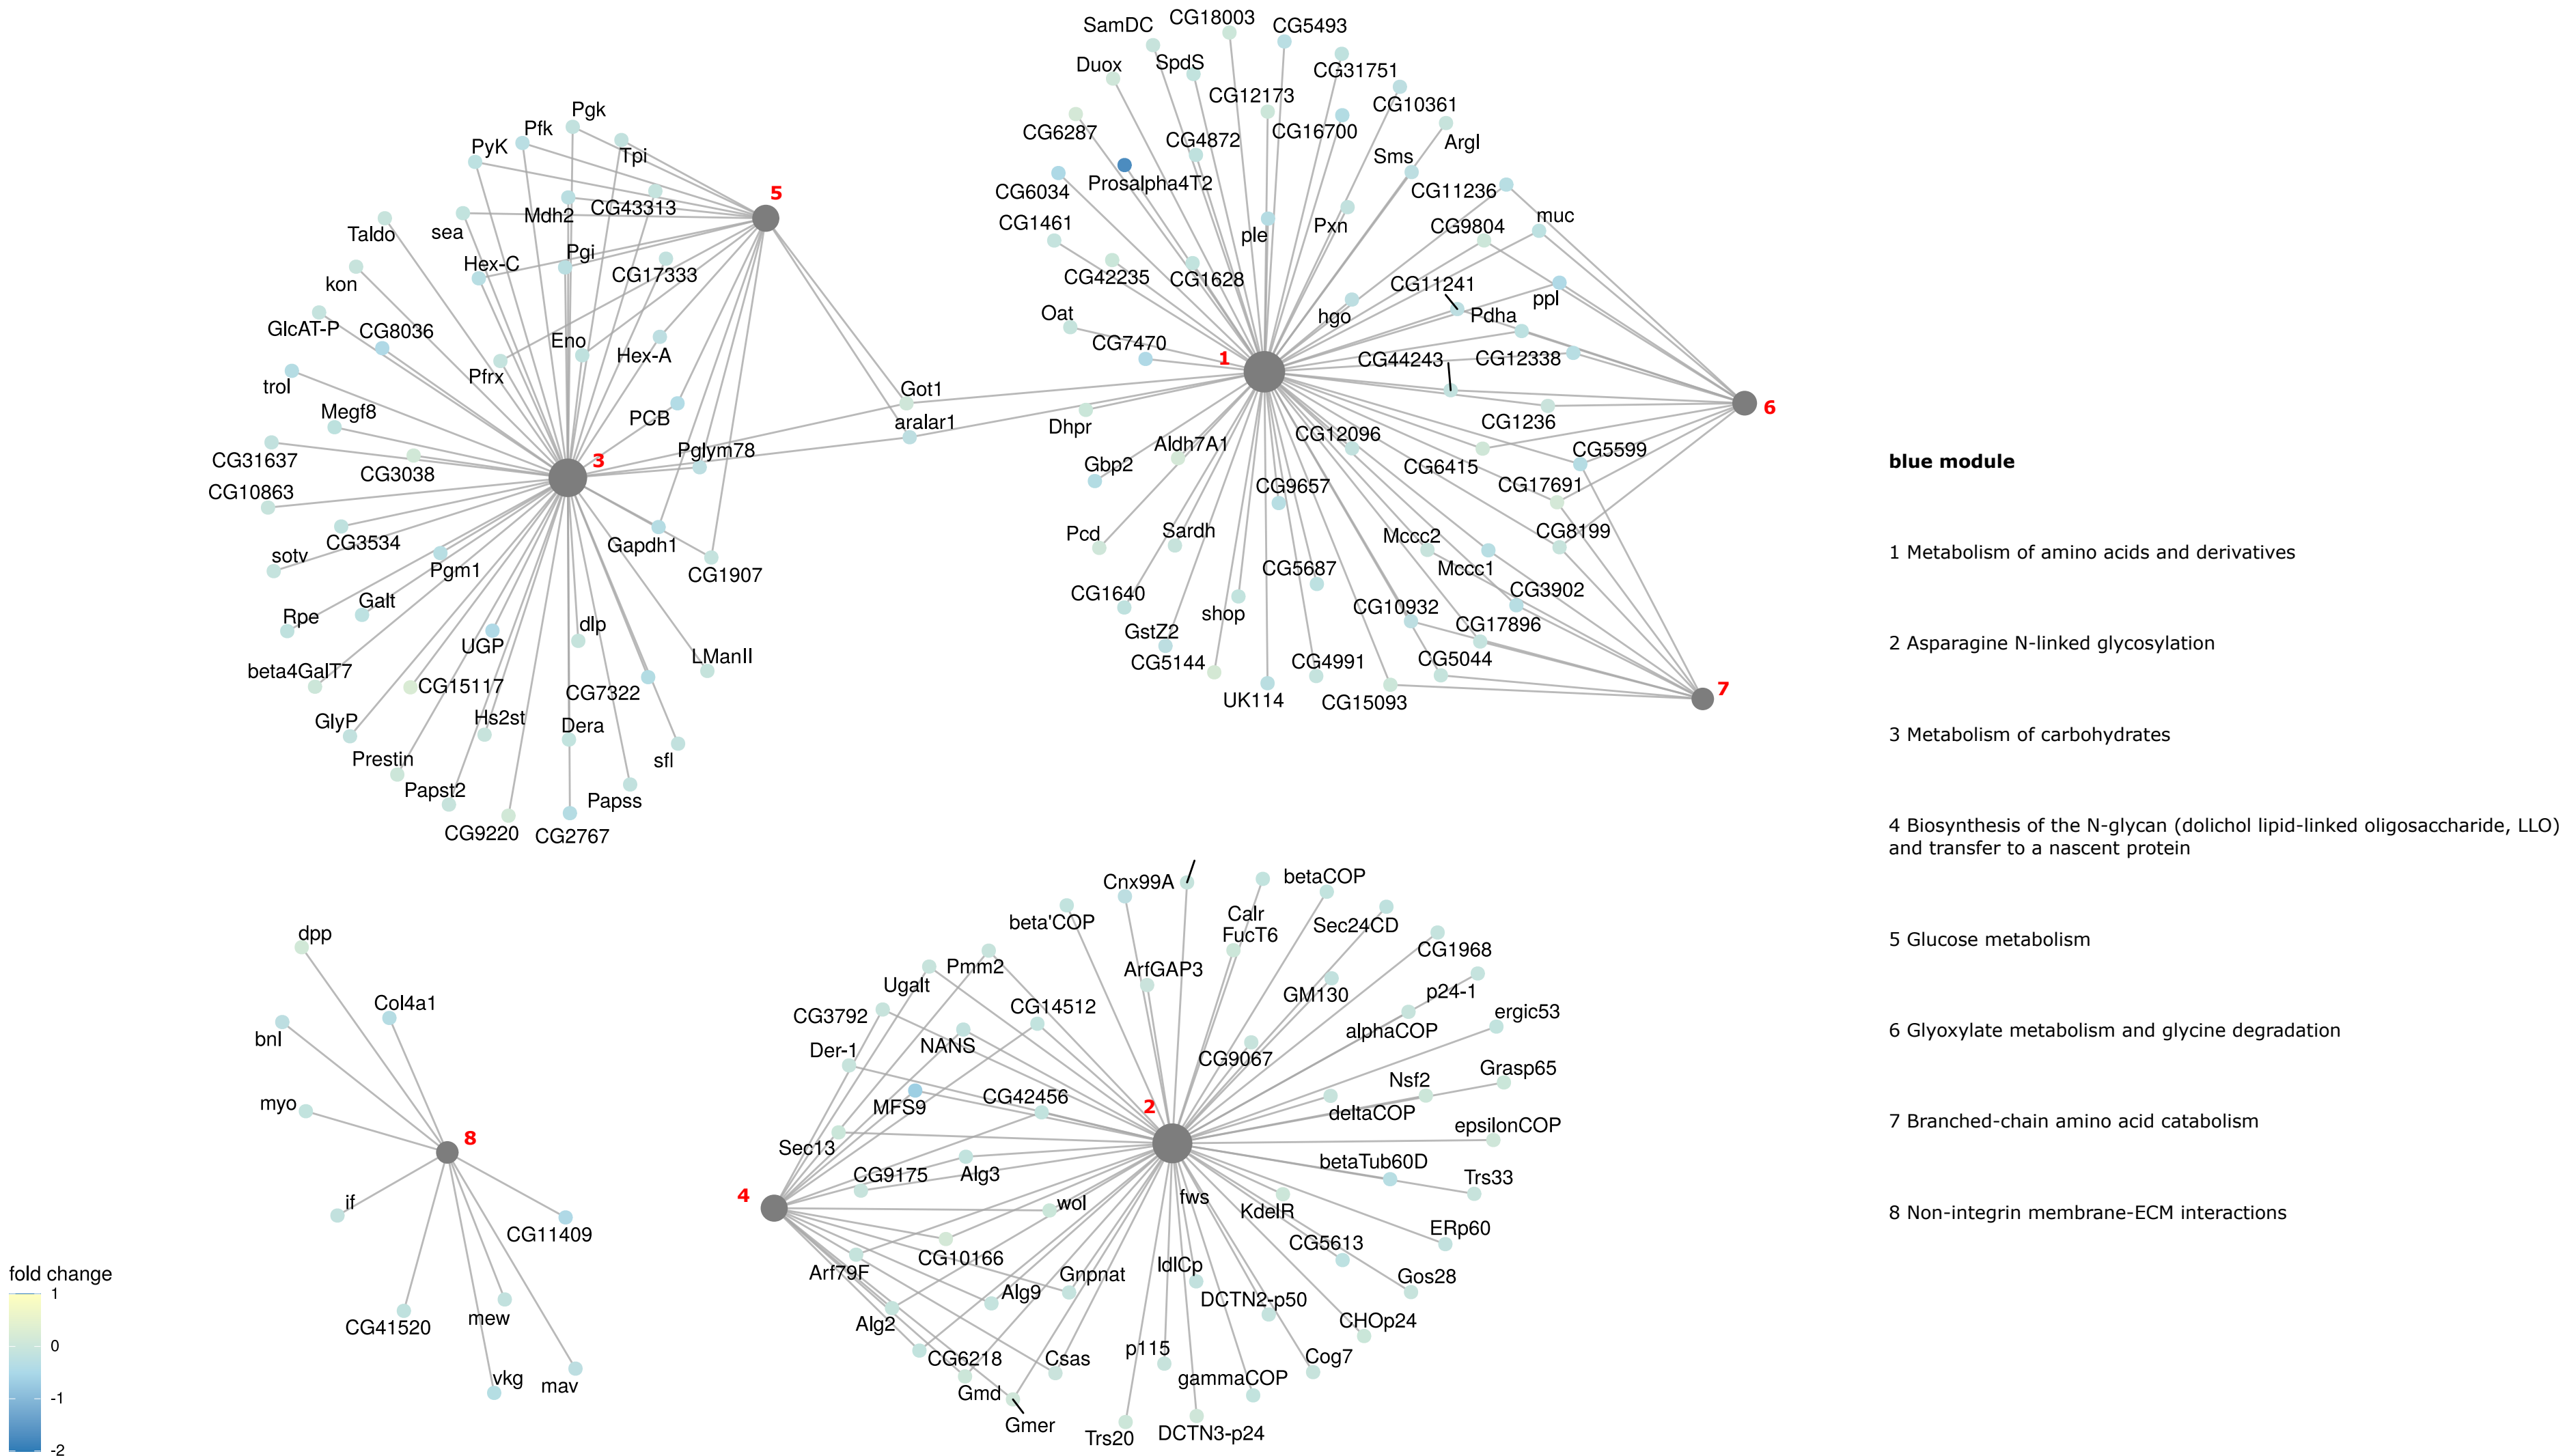 SamDC
CG18003
CG5493
Duox
SpdS
CG31751
CG12173
CG10361
CG6287
CG4872
CG16700
Argl
Sms
CG6034
Prosalpha4T2
CG11236
CG1461
ple
Pxn
CG9804
muc
CG42235
CG1628
CG11241
ppl
Oat
hgo
Pdha
CG7470
1
CG44243
CG12338
6
Dhpr
CG1236
Aldh7A1
CG12096
CG5599
Gbp2
CG6415
CG9657
CG17691
Pcd
Sardh
Mccc2
CG8199
CG5687
Mccc1
CG1640
CG3902
shop
CG10932
GstZ2
CG17896
CG5144
CG4991
CG5044
UK114
CG15093
7
Pgk
Pfk
PyK
Tpi
5
Mdh2
CG43313
Taldo
sea
Pgi
Hex-C
CG17333
kon
GlcAT-P
CG8036
Eno
Hex-A
Pfrx
trol
Got1
Megf8
PCB
aralar1
Pglym78
CG31637
CG3038
3
CG10863
CG3534
Gapdh1
sotv
Pgm1
CG1907
Galt
Rpe
dlp
UGP
LManII
beta4GalT7
CG15117
CG7322
GlyP
Hs2st
Dera
Prestin
sfl
Papst2
Papss
CG9220
CG2767
blue module
1 Metabolism of amino acids and derivatives
2 Asparagine N-linked glycosylation
3 Metabolism of carbohydrates
4 Biosynthesis of the N-glycan (dolichol lipid-linked oligosaccharide, LLO)
and transfer to a nascent protein
5 Glucose metabolism
6 Glyoxylate metabolism and glycine degradation
7 Branched-chain amino acid catabolism
8 Non-integrin membrane-ECM interactions
dpp
Col4a1
bnl
myo
8
if
CG11409
CG41520
mew
vkg
mav
Cnx99A
betaCOP
beta'COP
Calr
Sec24CD
FucT6
CG1968
Pmm2
ArfGAP3
Ugalt
GM130
p24-1
CG3792
CG14512
ergic53
alphaCOP
Der-1
NANS
CG9067
Grasp65
MFS9
CG42456
2
Nsf2
deltaCOP
epsilonCOP
Sec13
CG9175
Alg3
betaTub60D
Trs33
4
wol
fws
KdelR
ERp60
CG10166
CG5613
Arf79F
Gnpnat
ldlCp
Gos28
Alg9
DCTN2-p50
Alg2
CHOp24
CG6218
Csas
p115
Cog7
Gmd
gammaCOP
Gmer
Trs20
DCTN3-p24
fold change
1
0
-1
-2